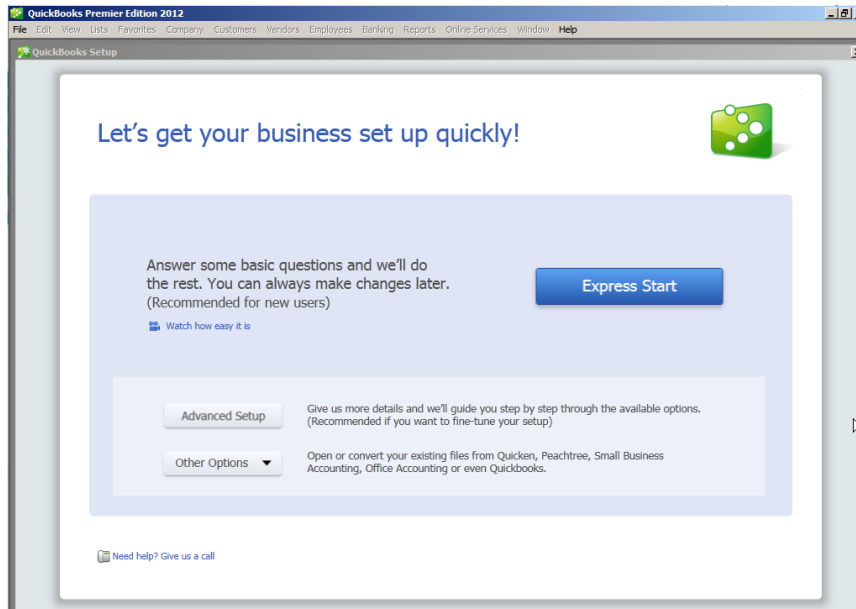 QuickBooks Premier Edition 2012
File Edit View Lists Favorites Company Customers Vendors Employees Banking Reports Online Services Window Help
QuickBooks Setup
Let's get your business set up quickly!
Answer some basic questions and we'll do
the rest. You can always make changes later.
(Recommended for new users)
Watch how easy it is
Express Start
Advanced Setup
Give us more details and we'll guide you step by step through the available options.
(Recommended if you want to fine-tune your setup)
Other Options
Open or convert your existing files from Quicken, Peachtree, Small Business
Accounting, Office Accounting or even Quickbooks.
Need help? Give us a call